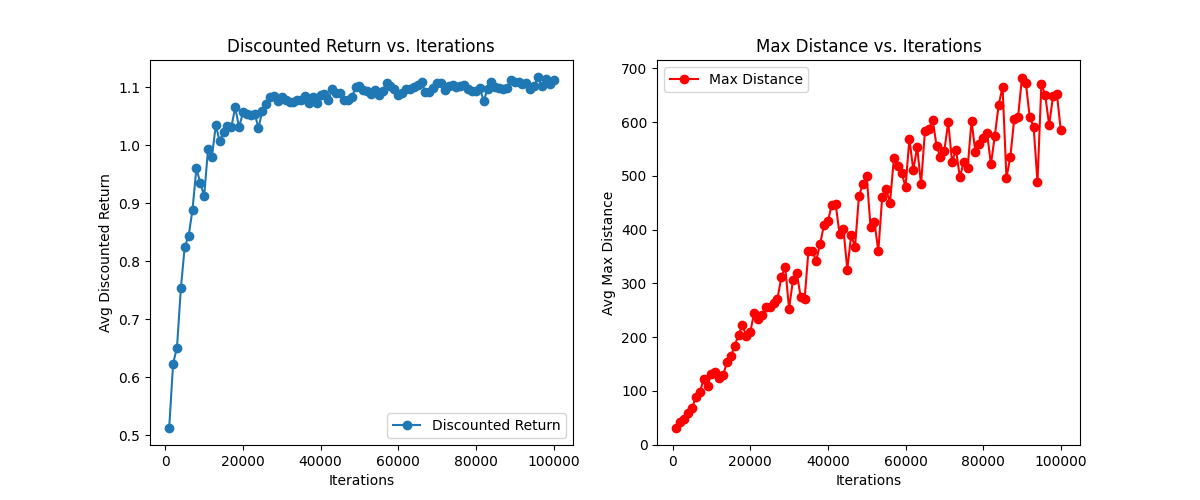 Discounted Return vs. Iterations
1.1
1.0
0.9
0.8
0.7
0.6
0.5
Avg Discounted Return
Discounted Return
0 20000 40000 60000 80000 100000
Iterations
Max Distance vs. Iterations
Max Distance
700
600
500
400
300
200
100
0
Avg Max Distance
0 20000 40000 60000 80000 100000
Iterations